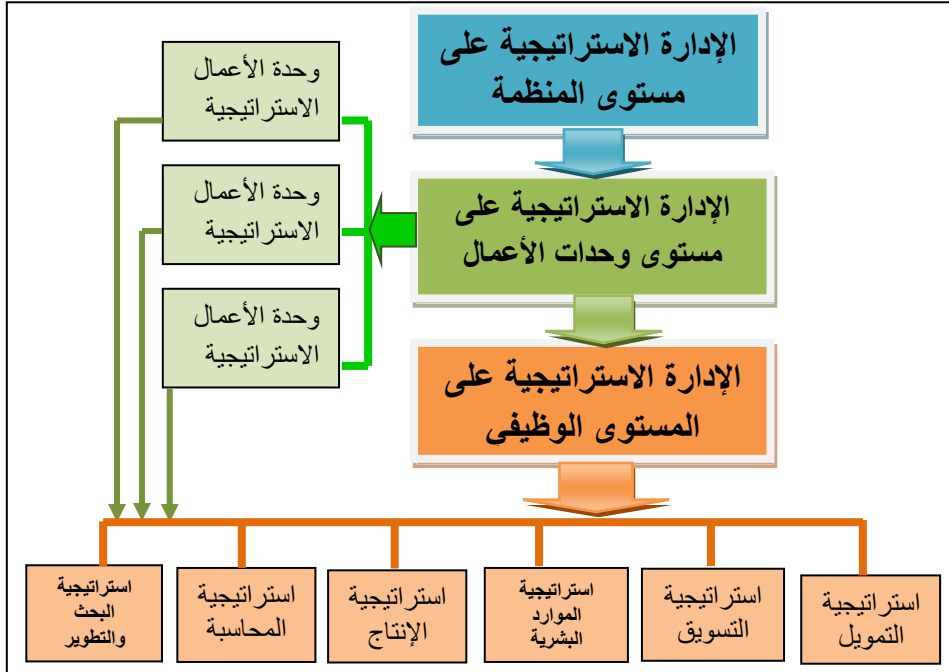 الإدارة الاستراتيجية على
مستوى المنظمة
وحدة الأعمال
الاستراتيجية
الإدارة الاستراتيجية على
مستوى وحدات الأعمال
وحدة الأعمال
الاستراتيجية
وحدة الأعمال
الاستراتيجية
الإدارة الاستراتيجية على
المستوى الوظيفي
استراتيجية
التمويل
استراتيجية
التسويق
استراتيجية
الموارد
البشرية
استراتيجية
الإنتاج
استراتيجية
المحاسبة
استراتيجية
البحث
والتطوير